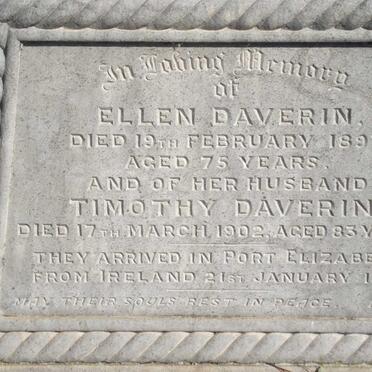 In Loving Memory
of
ELLEN DAVERIN.
DIED 19TH FEBRUARY 189
AGED 75 YEARS.
AND OF HER HUSBAND
TIMOTHY DAVERIN
DIED 17TH MARCH 1902, AGED 83 Y
THEY ARRIVED IN PORT ELIZABE
FROM IRELAND 21ST JANUARY 1
MAY THEIR SOULS REST IN PEACE.